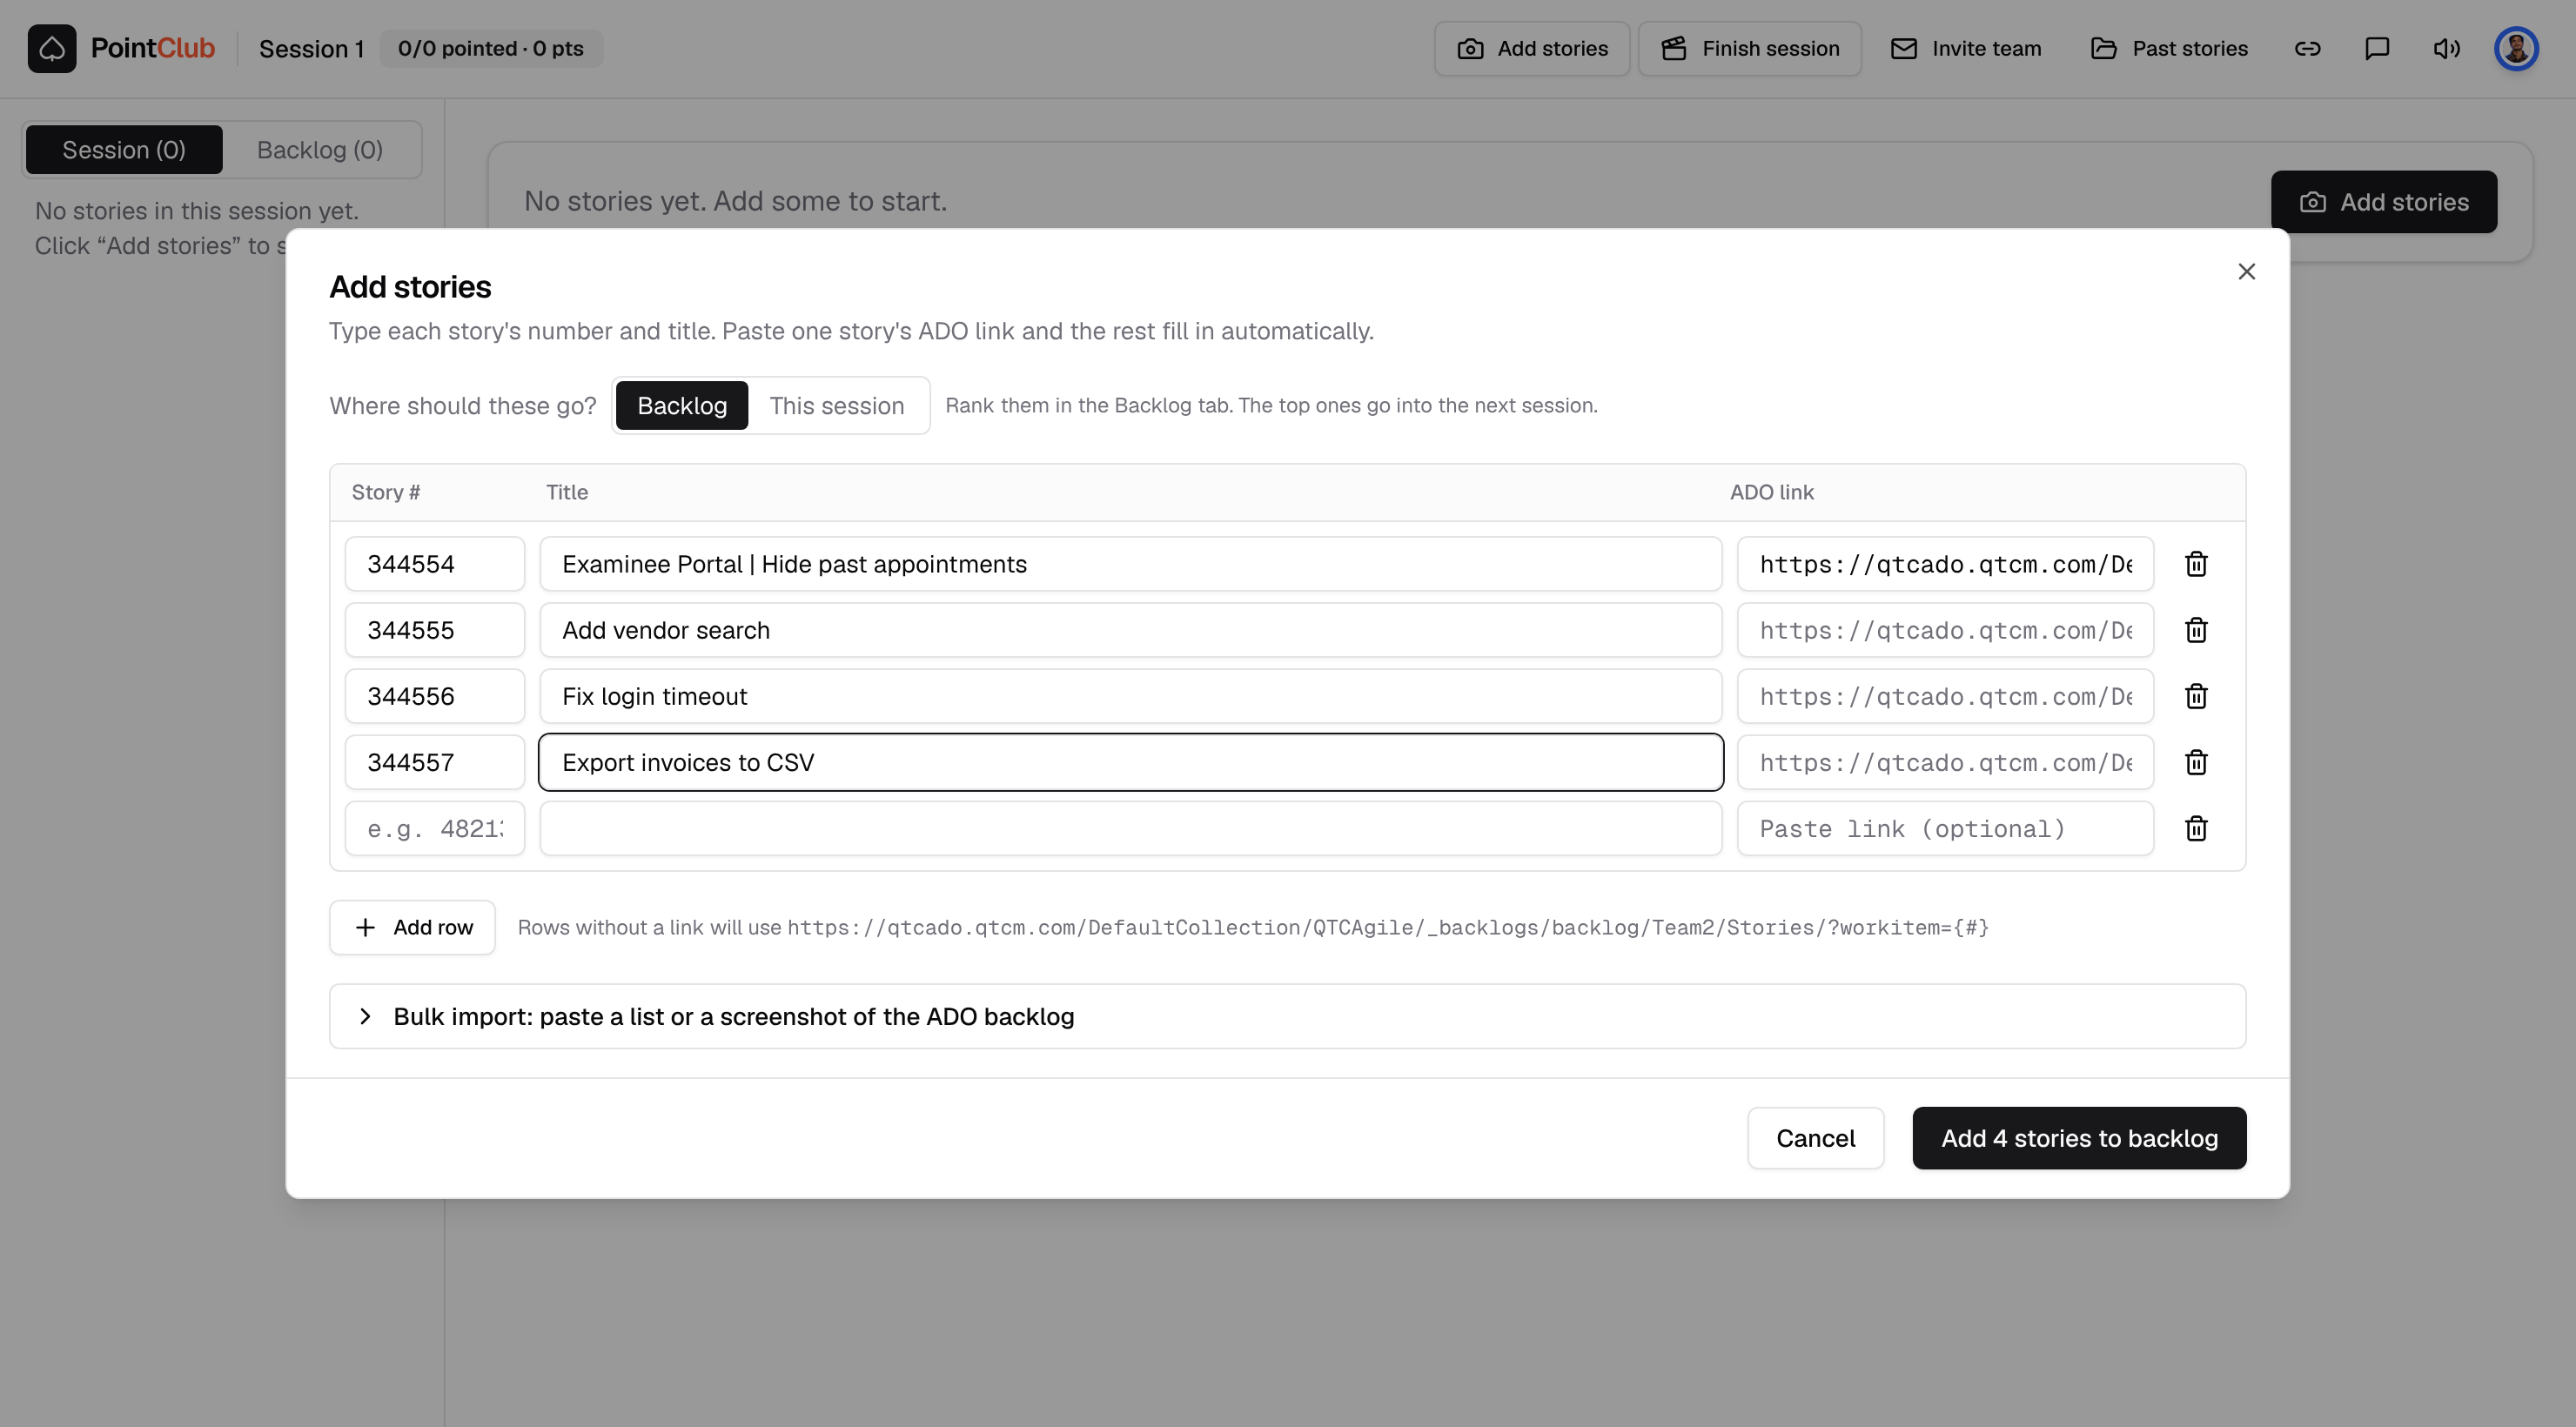 PointClub
Session 1
0/0 pointed · 0 pts
Add stories
Finish session
Invite team
Past stories
Session (0)
Backlog (0)
No stories in this session yet.
Click “Add stories” to s
No stories yet. Add some to start.
Add stories
Add stories
Type each story's number and title. Paste one story's ADO link and the rest fill in automatically.
Where should these go?
Backlog
This session
Rank them in the Backlog tab. The top ones go into the next session.
Story #
Title
ADO link
344554
Examinee Portal | Hide past appointments
https://qtcado.qtcm.com/De
344555
Add vendor search
https://qtcado.qtcm.com/De
344556
Fix login timeout
https://qtcado.qtcm.com/De
344557
Export invoices to CSV
https://qtcado.qtcm.com/De
e.g. 4821
Paste link (optional)
Add row
Rows without a link will use https://qtcado.qtcm.com/DefaultCollection/QTCAgile/_backlogs/backlog/Team2/Stories/?workitem={#}
Bulk import: paste a list or a screenshot of the ADO backlog
Cancel
Add 4 stories to backlog